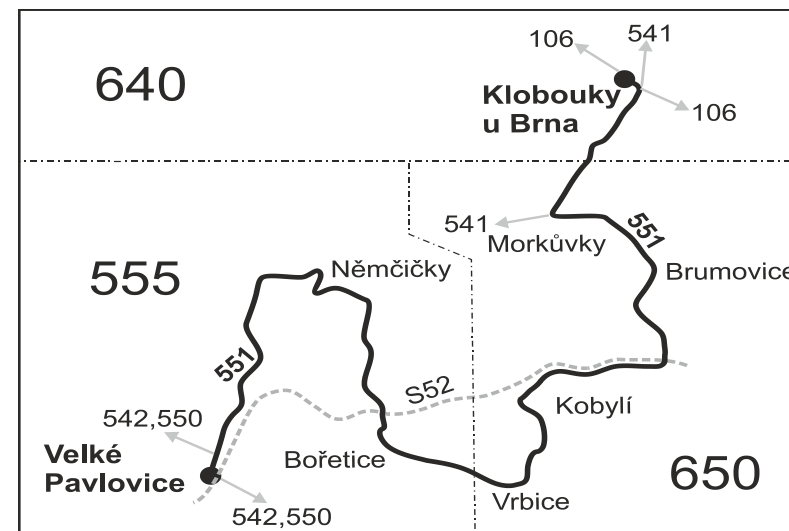 106
541
640
Klobouky
u Brna
106
541
Morkůvky
551
Brumovice
555
Němčičky
551
S52
Kobylí
542,550
Velké
Pavlovice
Bořetice
650
Vrbice
542,550